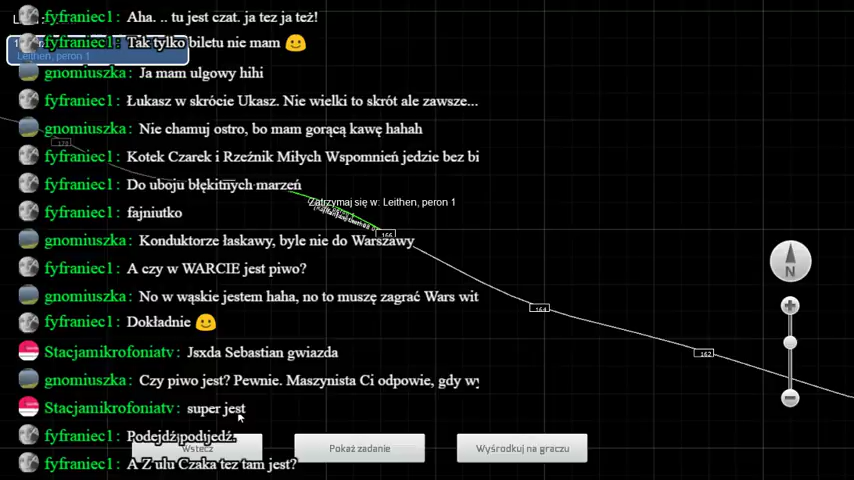 fyfraniec1: Aha. .. tu jest czat. ja tez ja też!
fyfraniec1: Tak tylko biletu nie mam 🙂
Leithen, peron 1
gnomiuszka: Ja mam ulgowy hihi
fyfraniec1: Łukasz w skrócie Ukasz. Nie wielki to skrót ale zawsze...
gnomiuszka: Nie chamuj ostro, bo mam gorącą kawę hahah
170
fyfraniec1: Kotek Czarek i Rzeźnik Miłych Wspomnień jedzie bez bi
fyfraniec1: Do uboju błękitnych marzeń
Zatrzymaj się w: Leithen, peron 1
fyfraniec1: fajniutko
166
gnomiuszka: Konduktorze łaskawy, byle nie do Warszawy
fyfraniec1: A czy w WARCIE jest piwo?
N
gnomiuszka: No w wąskie jestem haha, no to muszę zagrać Wars wit
164
fyfraniec1: Dokładnie 🙂
Stacjamikrofoniatv: Jsxda Sebastian gwiazda
162
gnomiuszka: Czy piwo jest? Pewnie. Maszynista Ci odpowie, gdy wy
Stacjamikrofoniatv: super jest
fyfraniec1: Podejdź podijedź.
Wstecz
Pokaż zadanie
Wyśrodkuj na graczu
fyfraniec1: A Z ulu Czaka tez tam jest?